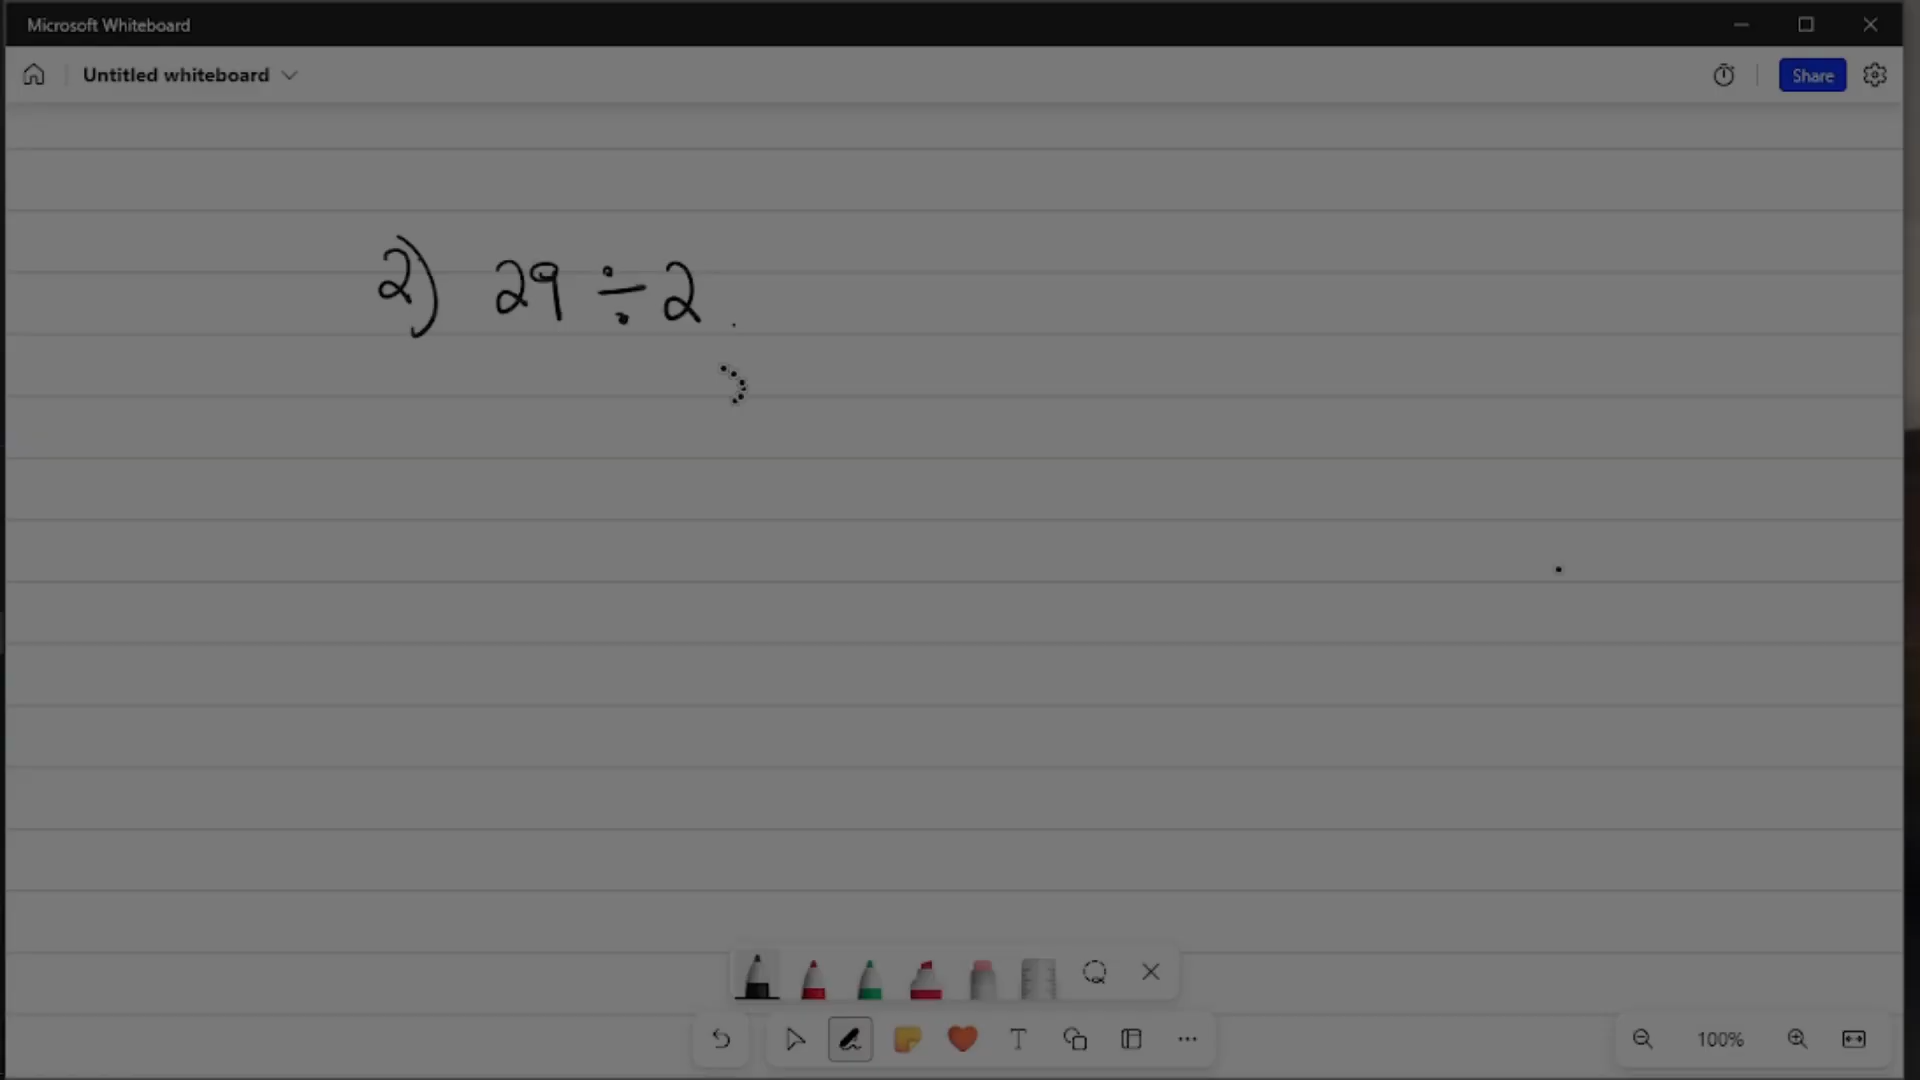 Microsoft Whiteboard
Untitled whiteboard
Share
2) 29 ÷ 2
100%